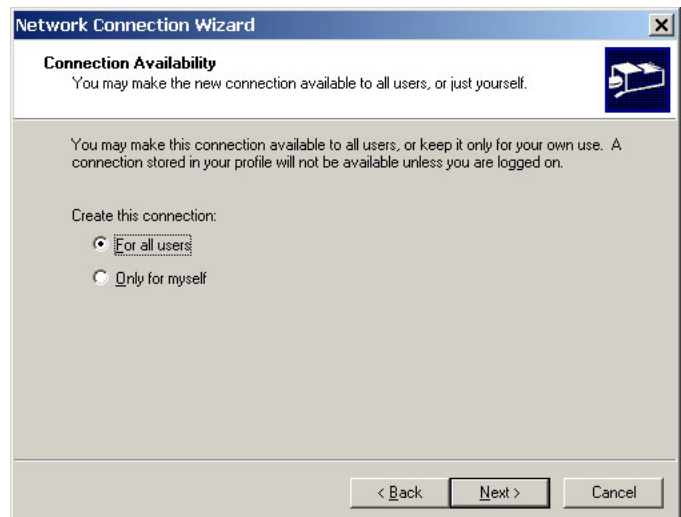 Network Connection Wizard
Connection Availability
You may make the new connection available to all users, or just yourself.
You may make this connection available to all users, or keep it only for your own use. A
connection stored in your profile will not be available unless you are logged on.
Create this connection:
For all users
Only for myself
< Back Next > Cancel